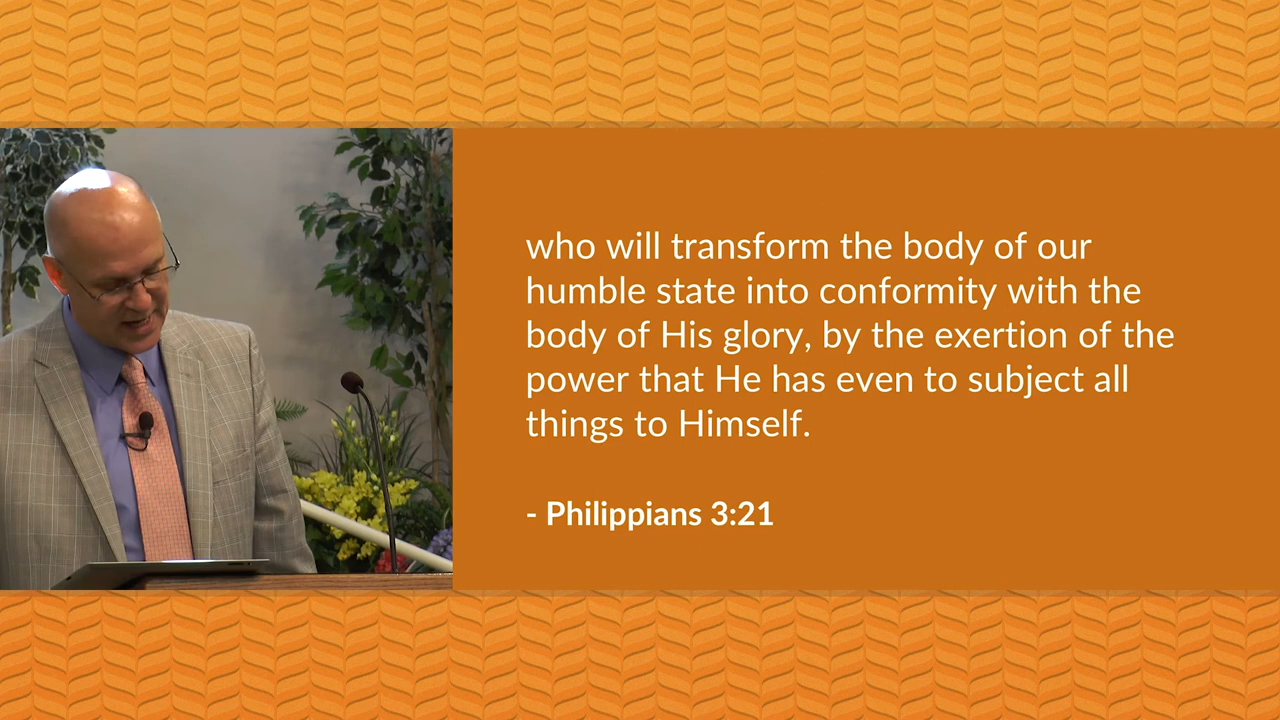 who will transform the body of our
humble state into conformity with the
body of His glory, by the exertion of the
power that He has even to subject all
things to Himself.
- Philippians 3:21